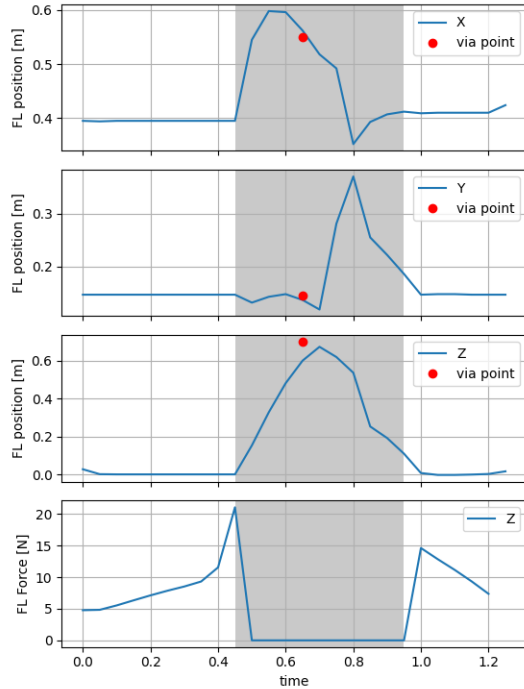 0.6
0.5
0.4
FL position [m]
X
via point
0.3
0.2
FL position [m]
Y
via point
0.6
0.4
0.2
0.0
FL position [m]
Z
via point
20
15
10
5
0
FL Force [N]
Z
0.0 0.2 0.4 0.6 0.8 1.0 1.2
time